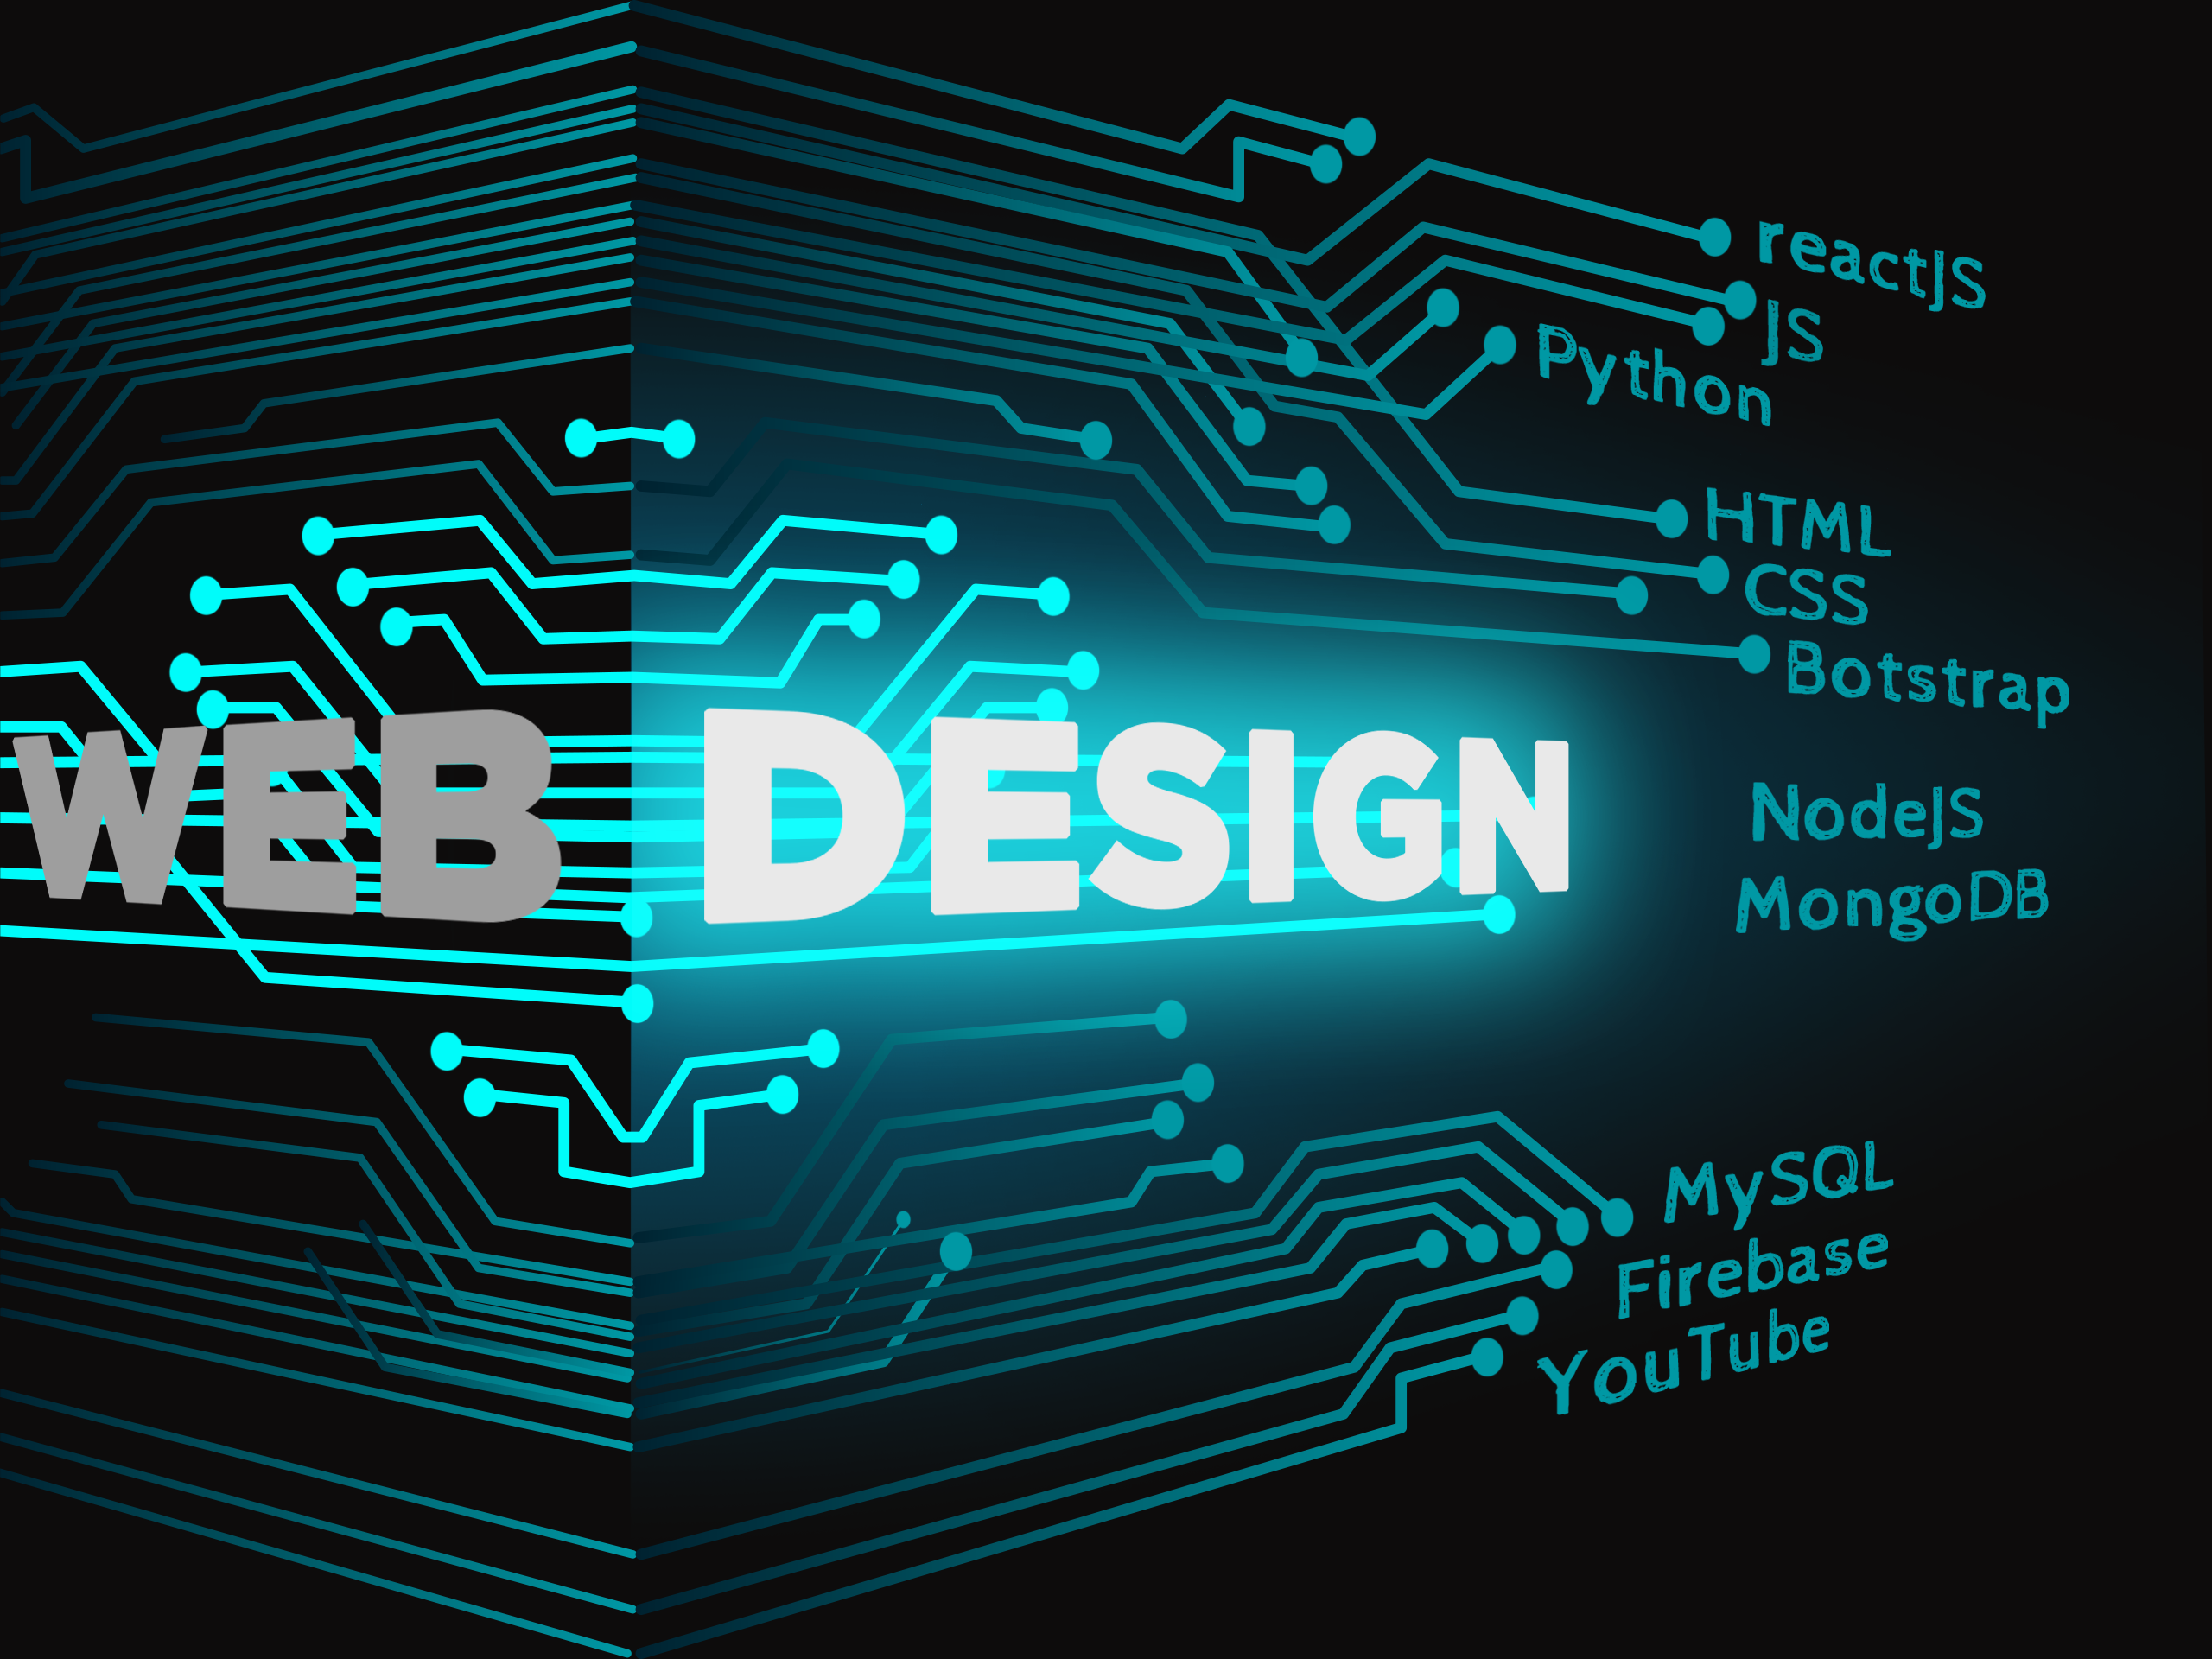 reactJS
JS
Python
HTML
CSS
Botstrap
WEB DESIGN
NodeJS
MongoDB
MySQL
Firebase
YouTube